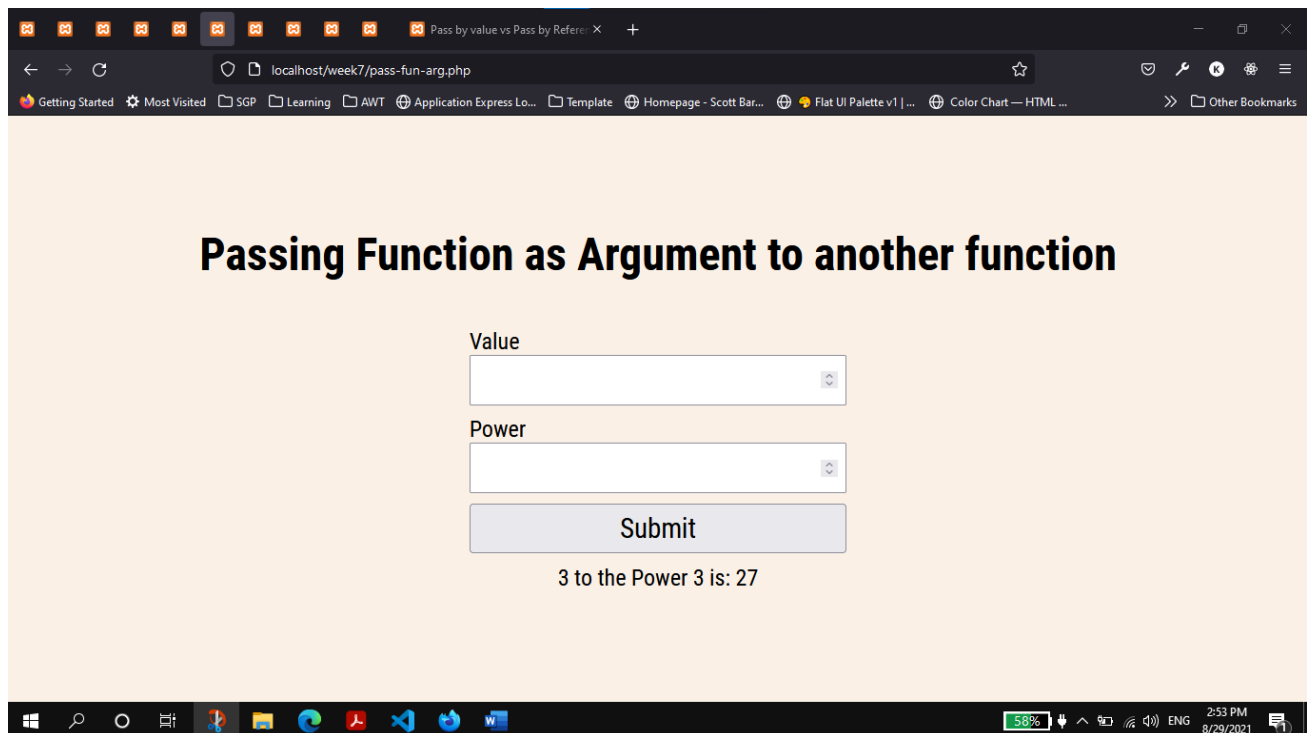 Pass by value vs Pass by Referen
localhost/week7/pass-fun-arg.php
K
Getting Started Most Visited SGP Learning AWT Application Express Lo... Template Homepage - Scott Bar... Flat UI Palette v1 | ... Color Chart — HTML ... Other Bookmarks
Passing Function as Argument to another function
Value
Power
Submit
3 to the Power 3 is: 27
58% ENG 2:53 PM
8/29/2021